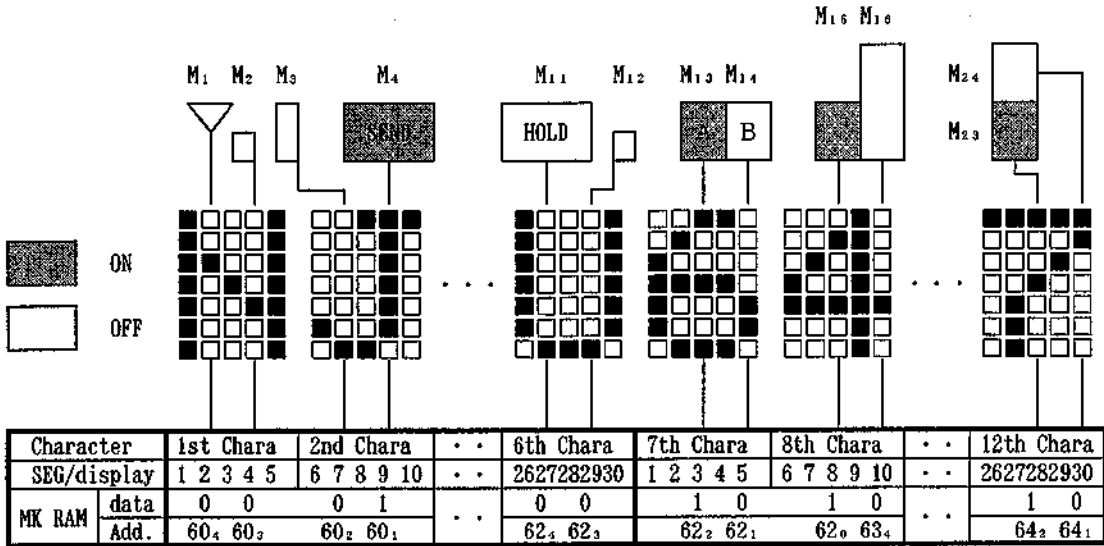 M₁₆ M₁₈
M₁ M₂ M₃ M₄ M₁₁ M₁₂ M₁₃ M₁₄ M₂₄
SEND HOLD A B M₂₃
ON
OFF
Character 1st Chara 2nd Chara · · 6th Chara 7th Chara 8th Chara · · 12th Chara
SEG/display 1 2 3 4 5 6 7 8 9 10 · · 2627282930 1 2 3 4 5 6 7 8 9 10 · · 2627282930
MK RAM data 0 0 0 1 · · 0 0 1 0 1 0 · · 1 0
Add. 60₄ 60₃ 60₂ 60₁ 62₄ 62₃ 62₂ 62₁ 62₀ 63₄ 64₂ 64₁